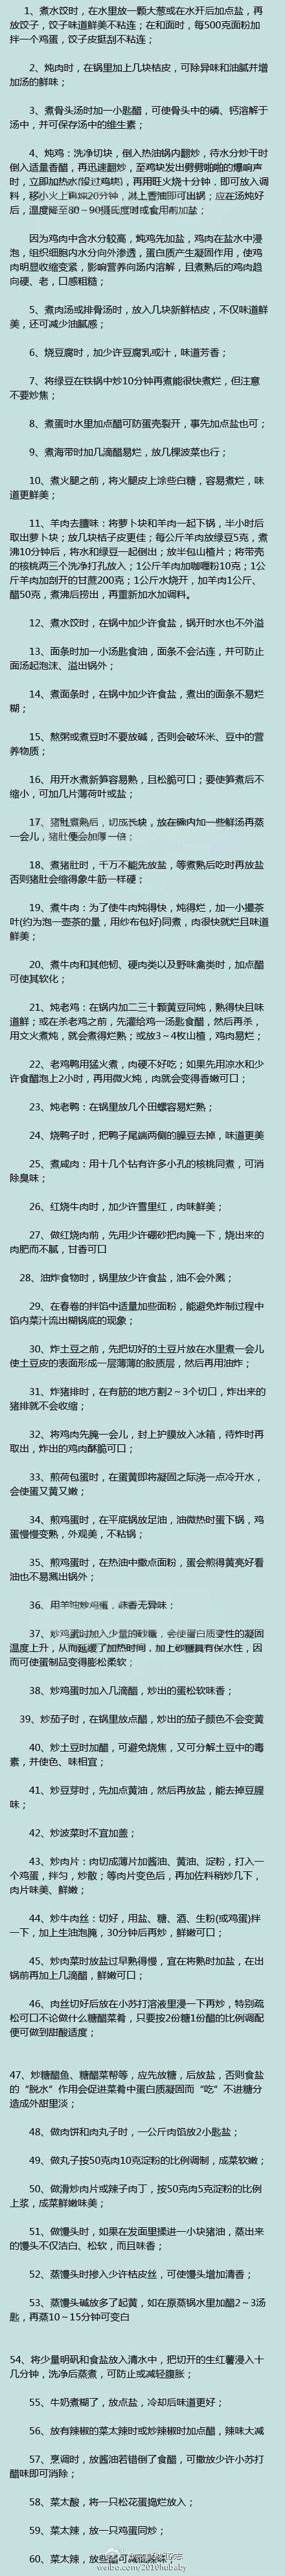 1、煮水饺时，在水里放一颗大葱或在水开后加点盐，再
放饺子，饺子味道鲜美不粘连；在和面时，每500克面粉加
拌一个鸡蛋，饺子皮挺刮不粘连；
2、炖肉时，在锅里加上几块桔皮，可除异味和油腻并增
加汤的鲜味；
3、煮骨头汤时加一小匙醋，可使骨头中的磷、钙溶解于
汤中，并可保存汤中的维生素；
4、炖鸡：洗净切块，倒入热油锅内翻炒，待水分炒干时
倒入适量香醋，再迅速翻炒，至鸡块发出劈劈啪啪的爆响声
时，立即加热水(没过鸡块)，再用旺火烧十分钟，即可放入调
料，移小火上再炖20分钟，淋上香油即可出锅；应在汤炖好
后，温度降至80～90摄氏度时或食用前加盐；
因为鸡肉中含水分较高，炖鸡先加盐，鸡肉在盐水中浸
泡，组织细胞内水分向外渗透，蛋白质产生凝固作用，使鸡
肉明显收缩变紧，影响营养向汤内溶解，且煮熟后的鸡肉趋
向硬、老，口感粗糙；
5、煮肉汤或排骨汤时，放入几块新鲜桔皮，不仅味道鲜
美，还可减少油腻感；
6、烧豆腐时，加少许豆腐乳或汁，味道芳香；
7、将绿豆在铁锅中炒10分钟再煮能很快煮烂，但注意
不要炒焦；
8、煮蛋时水里加点醋可防蛋壳裂开，事先加点盐也可；
9、煮海带时加几滴醋易烂，放几棵菠菜也行；
10、煮火腿之前，将火腿皮上涂些白糖，容易煮烂，味
道更鲜美；
11、羊肉去膻味：将萝卜块和羊肉一起下锅，半小时后
取出萝卜块；放几块桔子皮更佳；每公斤羊肉放绿豆5克，煮
沸10分钟后，将水和绿豆一起倒出；放半包山楂片；将带壳
的核桃两三个洗净打孔放入；1公斤羊肉加咖喱粉10克；1公
斤羊肉加剖开的甘蔗200克；1公斤水烧开，加羊肉1公斤、
醋50克，煮沸后捞出，再重新加水加调料。
12、煮水饺时，在锅中加少许食盐，锅开时水也不外溢
13、面条时加一小汤匙食油，面条不会沾连，并可防止
面汤起泡沫、溢出锅外；
14、煮面条时，在锅中加少许食盐，煮出的面条不易烂
糊；
15、熬粥或煮豆时不要放碱，否则会破坏米、豆中的营
养物质；
16、用开水煮新笋容易熟，且松脆可口；要使笋煮后不
缩小，可加几片薄荷叶或盐；
17、猪肚煮熟后，切成长块，放在碗内加一些鲜汤再蒸
一会儿，猪肚便会加厚一倍；
18、煮猪肚时，千万不能先放盐，等煮熟后吃时再放盐
否则猪肚会缩得象牛筋一样硬；
19、煮牛肉：为了使牛肉炖得快，炖得烂，加一小撮茶
叶(约为泡一壶茶的量，用纱布包好)同煮，肉很快就烂且味道
鲜美；
20、煮牛肉和其他韧、硬肉类以及野味禽类时，加点醋
可使其软化；
21、炖老鸡：在锅内加二三十颗黄豆同炖，熟得快且味
道鲜；或在杀老鸡之前，先灌给鸡一汤匙食醋，然后再杀，
用文火煮炖，就会煮得烂熟；或放3～4枚山楂，鸡肉易烂；
22、老鸡鸭用猛火煮，肉硬不好吃；如果先用凉水和少
许食醋泡上2小时，再用微火炖，肉就会变得香嫩可口；
23、炖老鸭：在锅里放几个田螺容易烂熟；
24、烧鸭子时，把鸭子尾端两侧的臊豆去掉，味道更美
25、煮咸肉：用十几个钻有许多小孔的核桃同煮，可消
除臭味；
26、红烧牛肉时，加少许雪里红，肉味鲜美；
27、做红烧肉前，先用少许硼砂把肉腌一下，烧出来的
肉肥而不腻，甘香可口
28、油炸食物时，锅里放少许食盐，油不会外溅；
29、在春卷的拌馅中适量加些面粉，能避免炸制过程中
馅内菜汁流出糊锅底的现象；
30、炸土豆之前，先把切好的土豆片放在水里煮一会儿
使土豆皮的表面形成一层薄薄的胶质层，然后再用油炸；
31、炸猪排时，在有筋的地方割2～3个切口，炸出来的
猪排就不会收缩；
32、将鸡肉先腌一会儿，封上护膜放入冰箱，待炸时再
取出，炸出的鸡肉酥脆可口；
33、煎荷包蛋时，在蛋黄即将凝固之际浇一点冷开水，
会使蛋又黄又嫩；
34、煎鸡蛋时，在平底锅放足油，油微热时蛋下锅，鸡
蛋慢慢变熟，外观美，不粘锅；
35、煎鸡蛋时，在热油中撒点面粉，蛋会煎得黄亮好看
油也不易溅出锅外；
36、用羊油炒鸡蛋，味香无异味；
37、炒鸡蛋时加入少量的砂糖，会使蛋白质变性的凝固
温度上升，从而延缓了加热时间，加上砂糖具有保水性，因
而可使蛋制品变得膨松柔软；
38、炒鸡蛋时加入几滴醋，炒出的蛋松软味香；
39、炒茄子时，在锅里放点醋，炒出的茄子颜色不会变黄
40、炒土豆时加醋，可避免烧焦，又可分解土豆中的毒
素，并使色、味相宜；
41、炒豆芽时，先加点黄油，然后再放盐，能去掉豆腥
味；
42、炒波菜时不宜加盖；
43、炒肉片：肉切成薄片加酱油、黄油、淀粉，打入一
个鸡蛋，拌匀，炒散；等肉片变色后，再加佐料稍炒几下，
肉片味美、鲜嫩；
44、炒牛肉丝：切好，用盐、糖、酒、生粉(或鸡蛋)拌
一下，加上生油泡腌，30分钟后再炒，鲜嫩可口；
45、炒肉菜时放盐过早熟得慢，宜在将熟时加盐，在出
锅前再加上几滴醋，鲜嫩可口；
46、肉丝切好后放在小苏打溶液里浸一下再炒，特别疏
松可口不论做什么糖醋菜肴，只要按2份糖1份醋的比例调配
便可做到甜酸适度；
47、炒糖醋鱼、糖醋菜帮等，应先放糖，后放盐，否则食盐
的“脱水”作用会促进菜肴中蛋白质凝固而“吃”不进糖分
造成外甜里淡；
48、做肉饼和肉丸子时，一公斤肉馅放2小匙盐；
49、做丸子按50克肉10克淀粉的比例调制，成菜软嫩；
50、做滑炒肉片或辣子肉丁，按50克肉5克淀粉的比例
上浆，成菜鲜嫩味美；
51、做馒头时，如果在发面里揉进一小块猪油，蒸出来
的馒头不仅洁白、松软，而且味香；
52、蒸馒头时掺入少许桔皮丝，可使馒头增加清香；
53、蒸馒头碱放多了起黄，如在原蒸锅水里加醋2～3汤
匙，再蒸10～15分钟可变白
54、将少量明矾和食盐放入清水中，把切开的生红薯浸入十
几分钟，洗净后蒸煮，可防止或减轻腹胀；
55、牛奶煮糊了，放点盐，冷却后味道更好；
56、放有辣椒的菜太辣时或炒辣椒时加点醋，辣味大减
57、烹调时，放酱油若错倒了食醋，可撒放少许小苏打
醋味即可消除；
58、菜太酸，将一只松花蛋捣烂放入；
59、菜太辣，放一只鸡蛋同炒；
60、菜太辣，放些醋可减低辣味；
weibo.com/2010hubaby